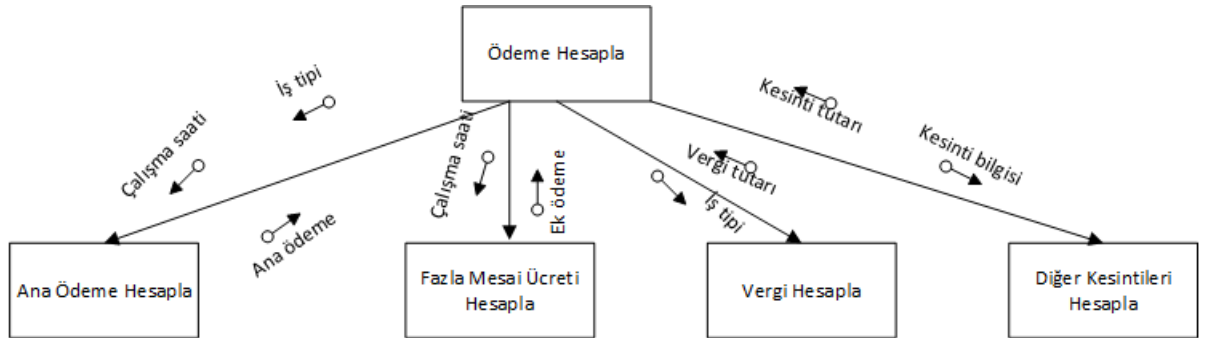 Ödeme Hesapla
İş tipi
Kesinti tutarı
Çalışma saati
Çalışma saati
Kesinti bilgisi
Vergi tutarı
Ek ödeme
İş tipi
Ana ödeme
Ana Ödeme Hesapla
Fazla Mesai Ücreti
Hesapla
Vergi Hesapla
Diğer Kesintileri
Hesapla